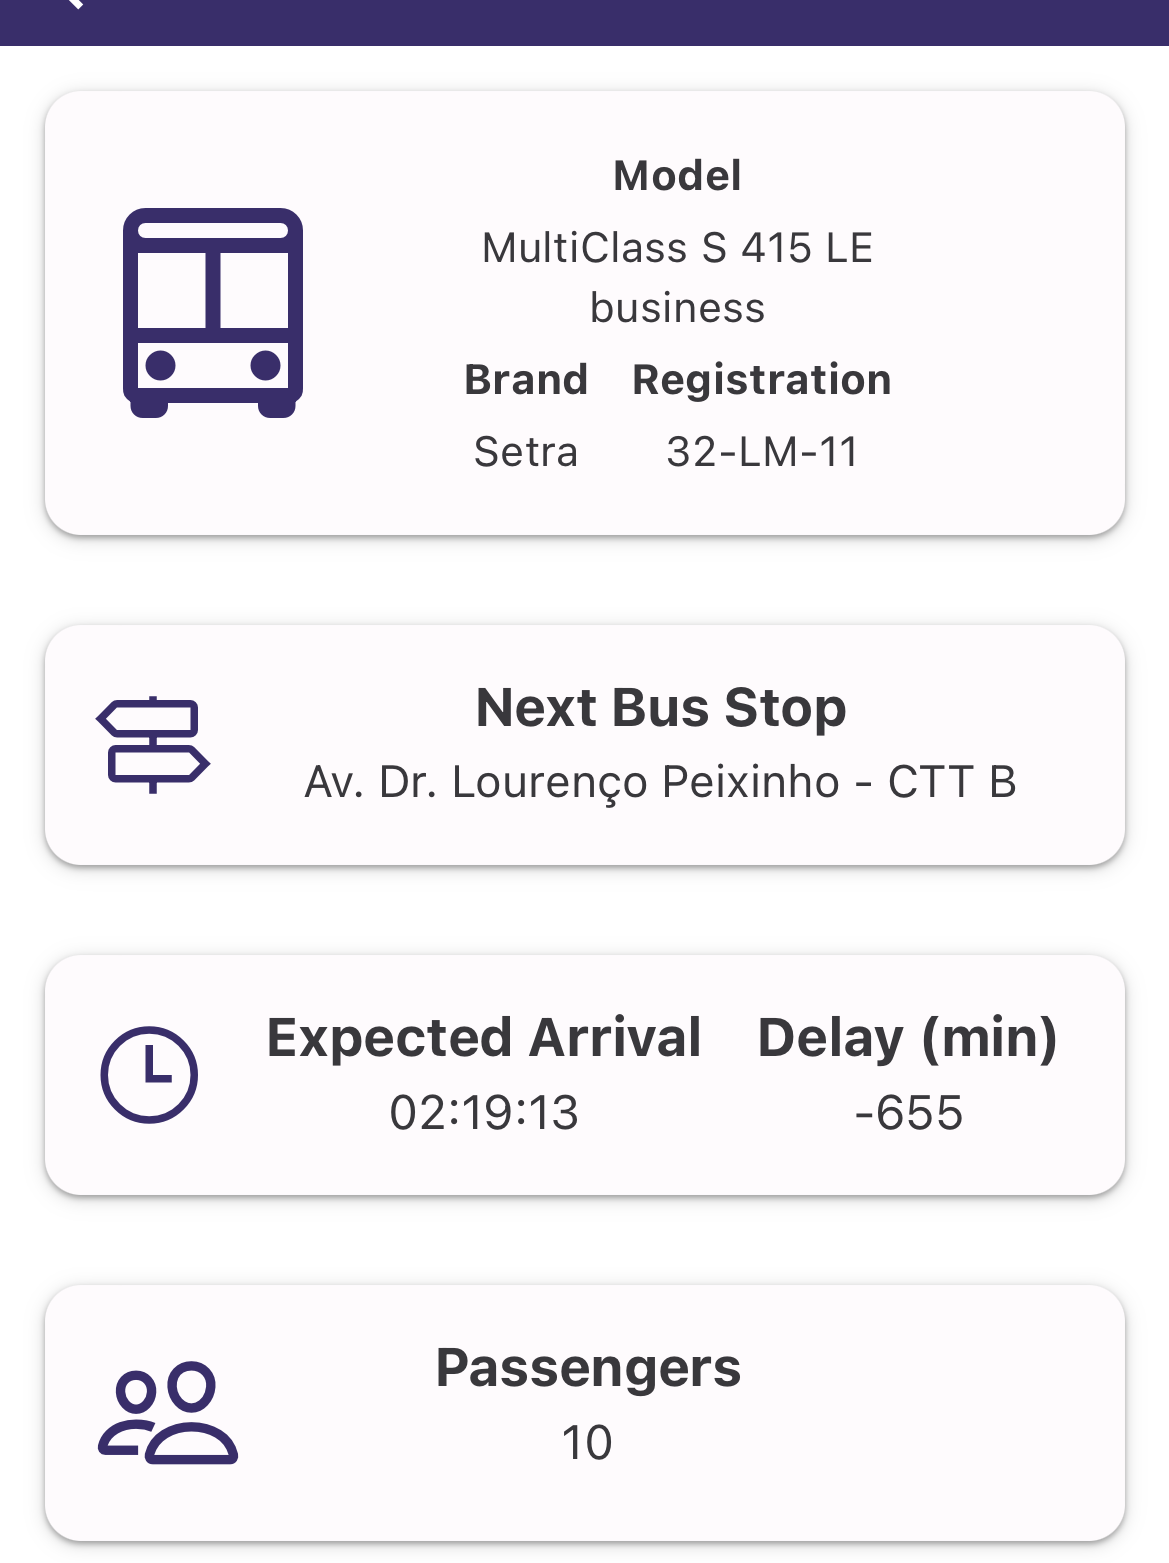 Model
MultiClass S 415 LE
business
Brand Registration
Setra 32-LM-11
Next Bus Stop
Av. Dr. Lourenço Peixinho - CTT B
Expected Arrival Delay (min)
02:19:13 -655
Passengers
10